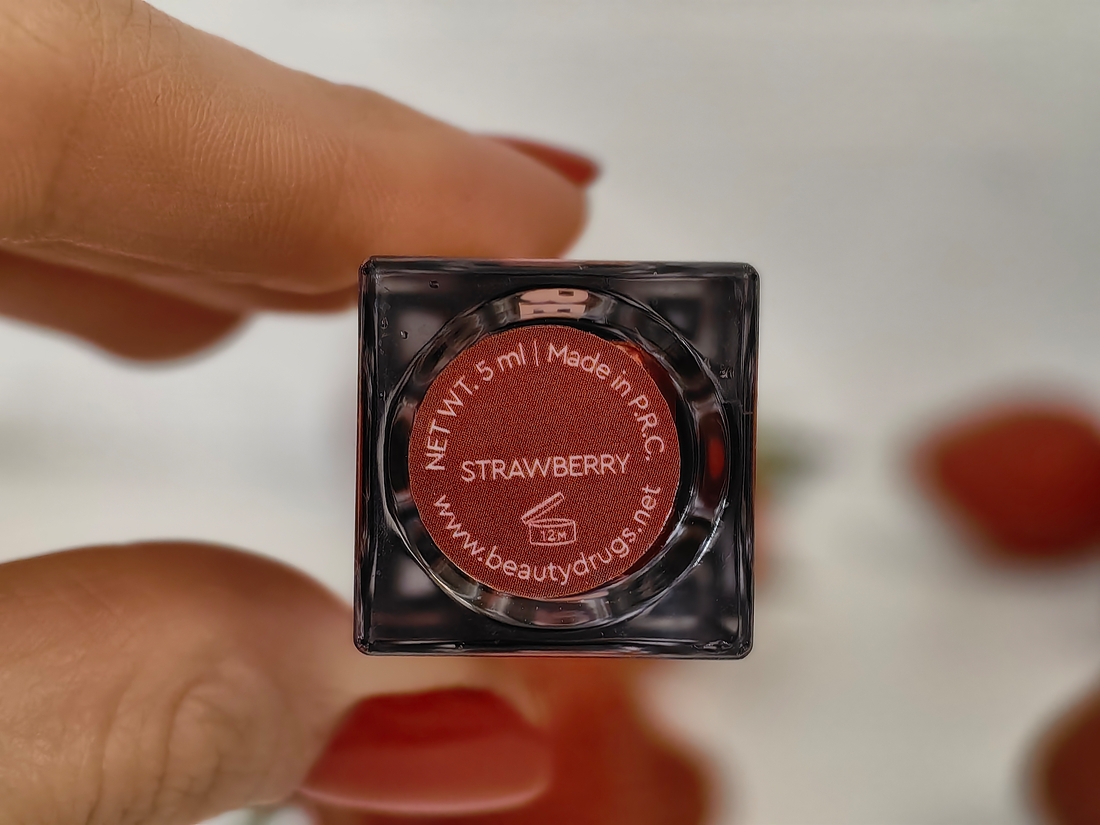 NET WT. 5 ml | Made in P.R.C.
STRAWBERRY
12M
www.beautydrugs.net